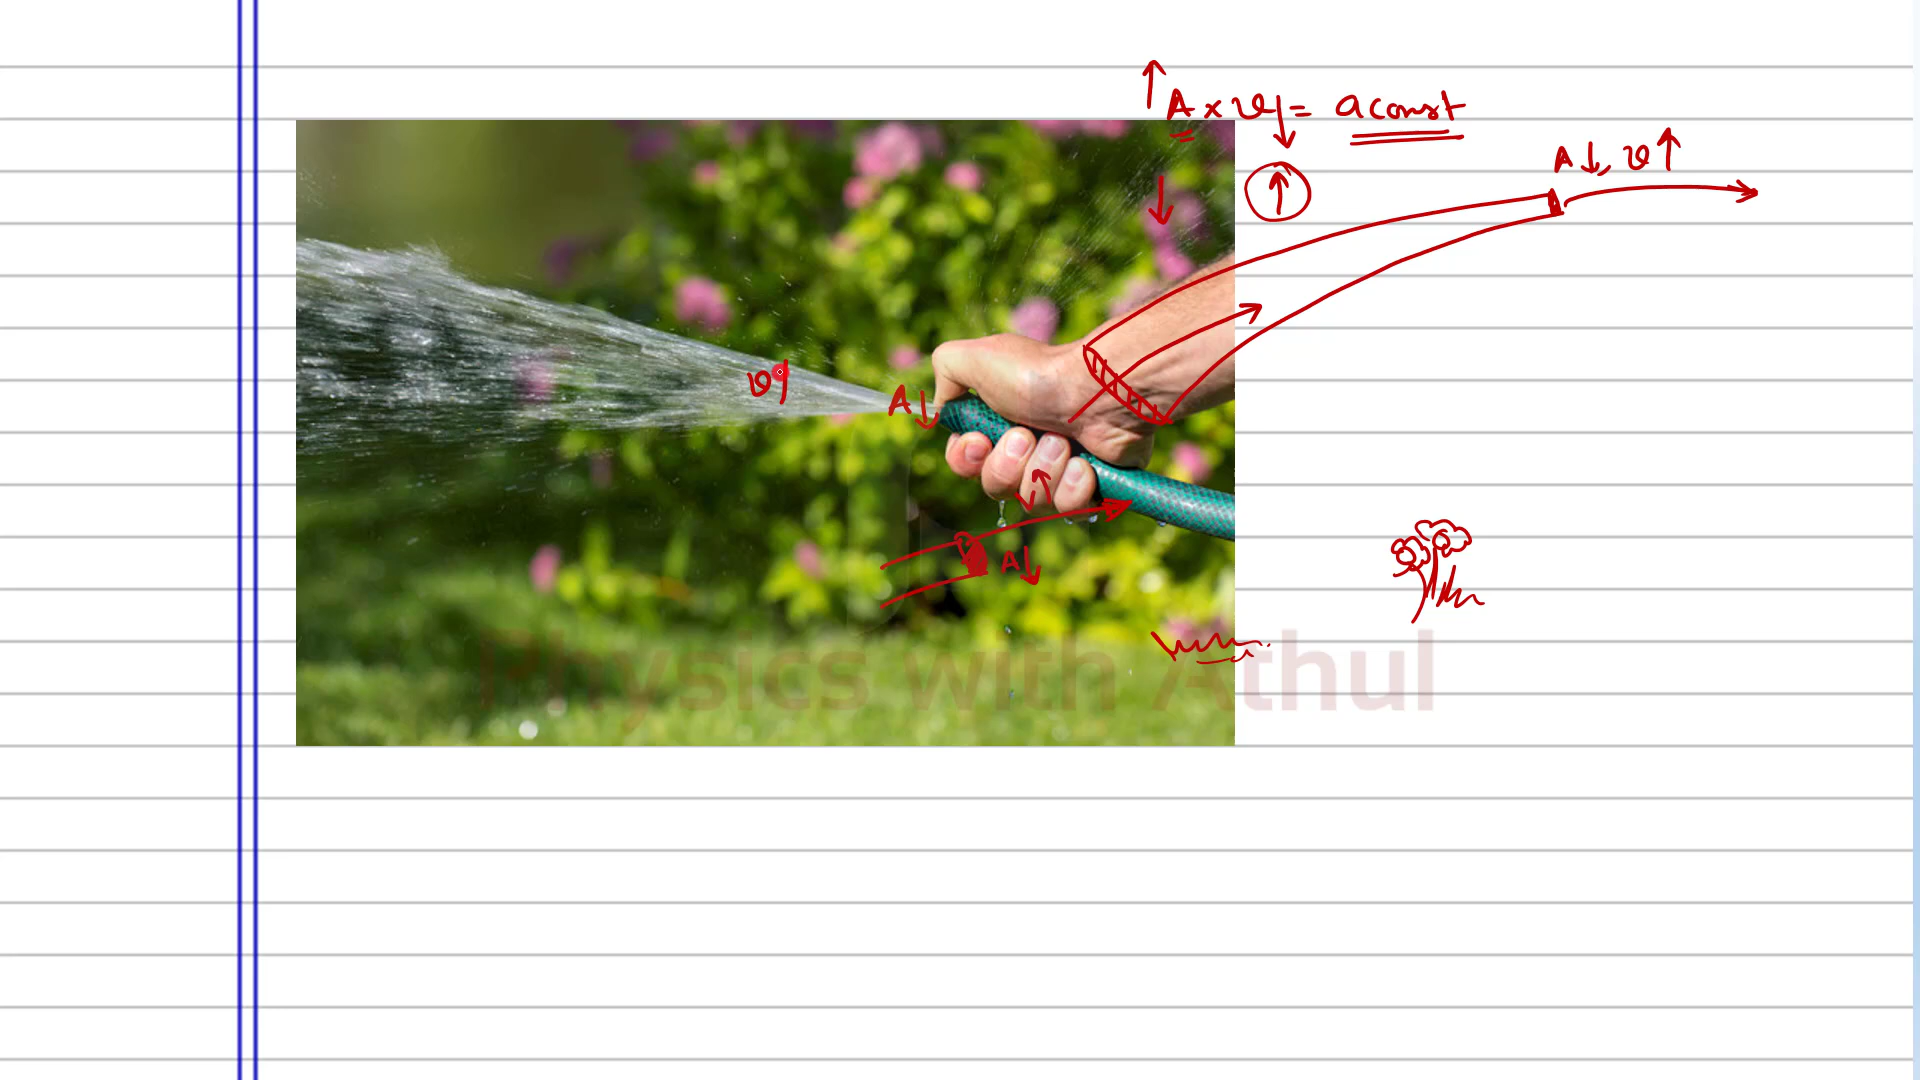 ↑ A × v ↓ = a const
↓ ↑
A↓, v↑
v
A↓
A↓
Physics with Athul